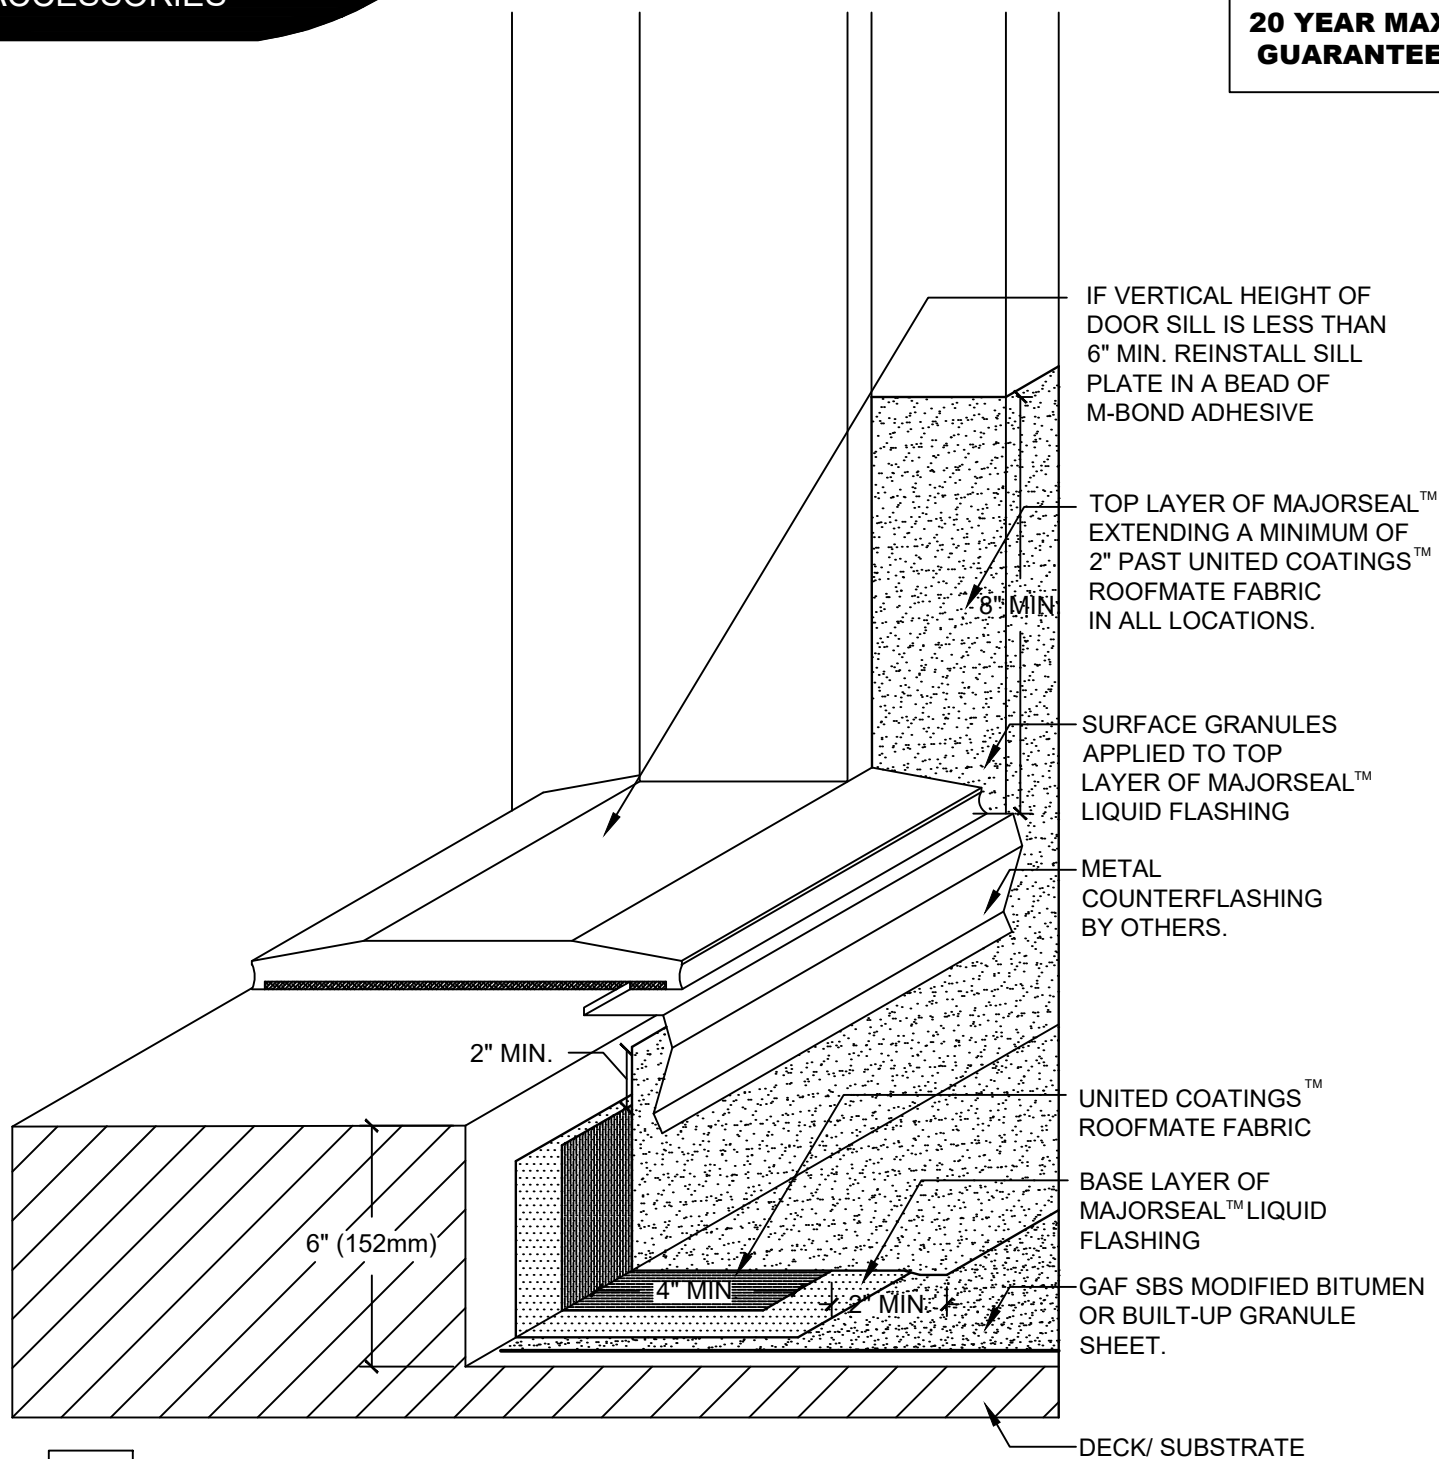 ACCESSORIES
20 YEAR MAX
GUARANTEE
IF VERTICAL HEIGHT OF
DOOR SILL IS LESS THAN
6" MIN. REINSTALL SILL
PLATE IN A BEAD OF
M-BOND ADHESIVE
TOP LAYER OF MAJORSEAL™
EXTENDING A MINIMUM OF
2" PAST UNITED COATINGS™
ROOFMATE FABRIC
IN ALL LOCATIONS.
8" MIN
SURFACE GRANULES
APPLIED TO TOP
LAYER OF MAJORSEAL™
LIQUID FLASHING
METAL
COUNTERFLASHING
BY OTHERS.
2" MIN.
UNITED COATINGS™
ROOFMATE FABRIC
BASE LAYER OF
MAJORSEAL™ LIQUID
FLASHING
6" (152mm)
4" MIN
2" MIN.
GAF SBS MODIFIED BITUMEN
OR BUILT-UP GRANULE
SHEET.
DECK/ SUBSTRATE